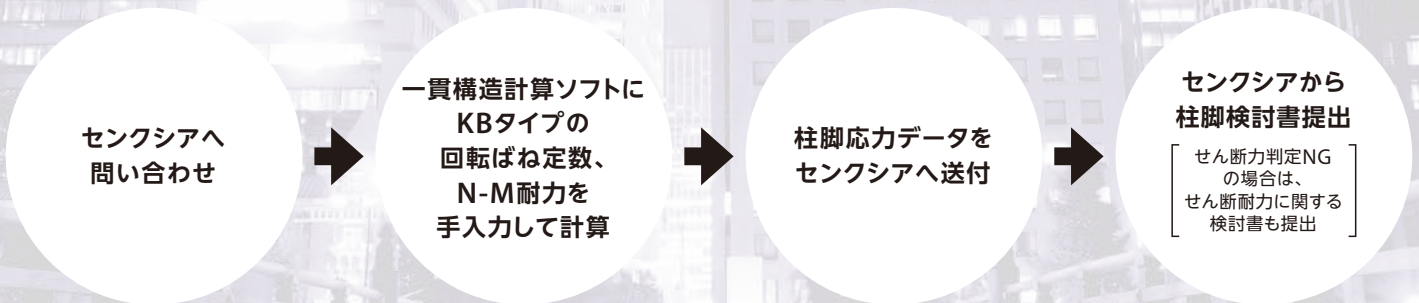 センクシアへ
問い合わせ
一貫構造計算ソフトに
KBタイプの
回転ばね定数、
N-M耐力を
手入力して計算
柱脚応力データを
センクシアへ送付
センクシアから
柱脚検討書提出
せん断力判定NG
の場合は、
せん断耐力に関する
検討書も提出